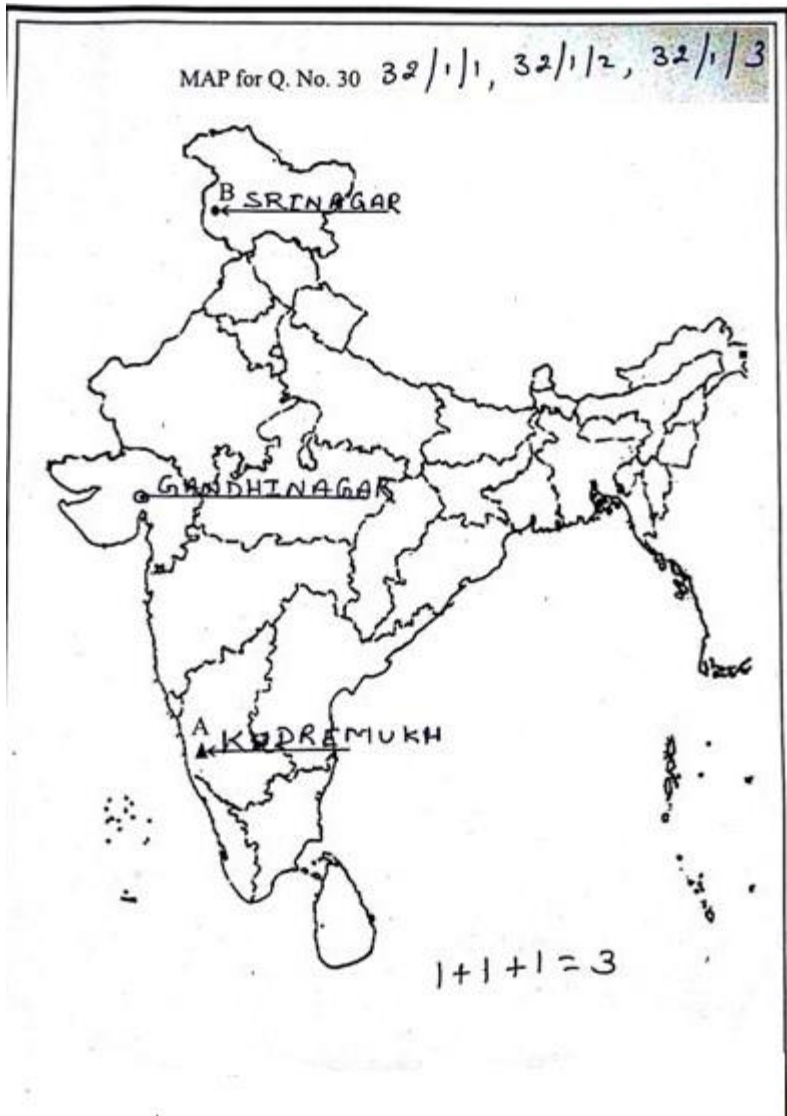 MAP for Q. No. 30 32/1/1, 32/1/2, 32/1/3
B SRINAGAR
GANDHINAGAR
A KUDREMUKH
1+1+1=3